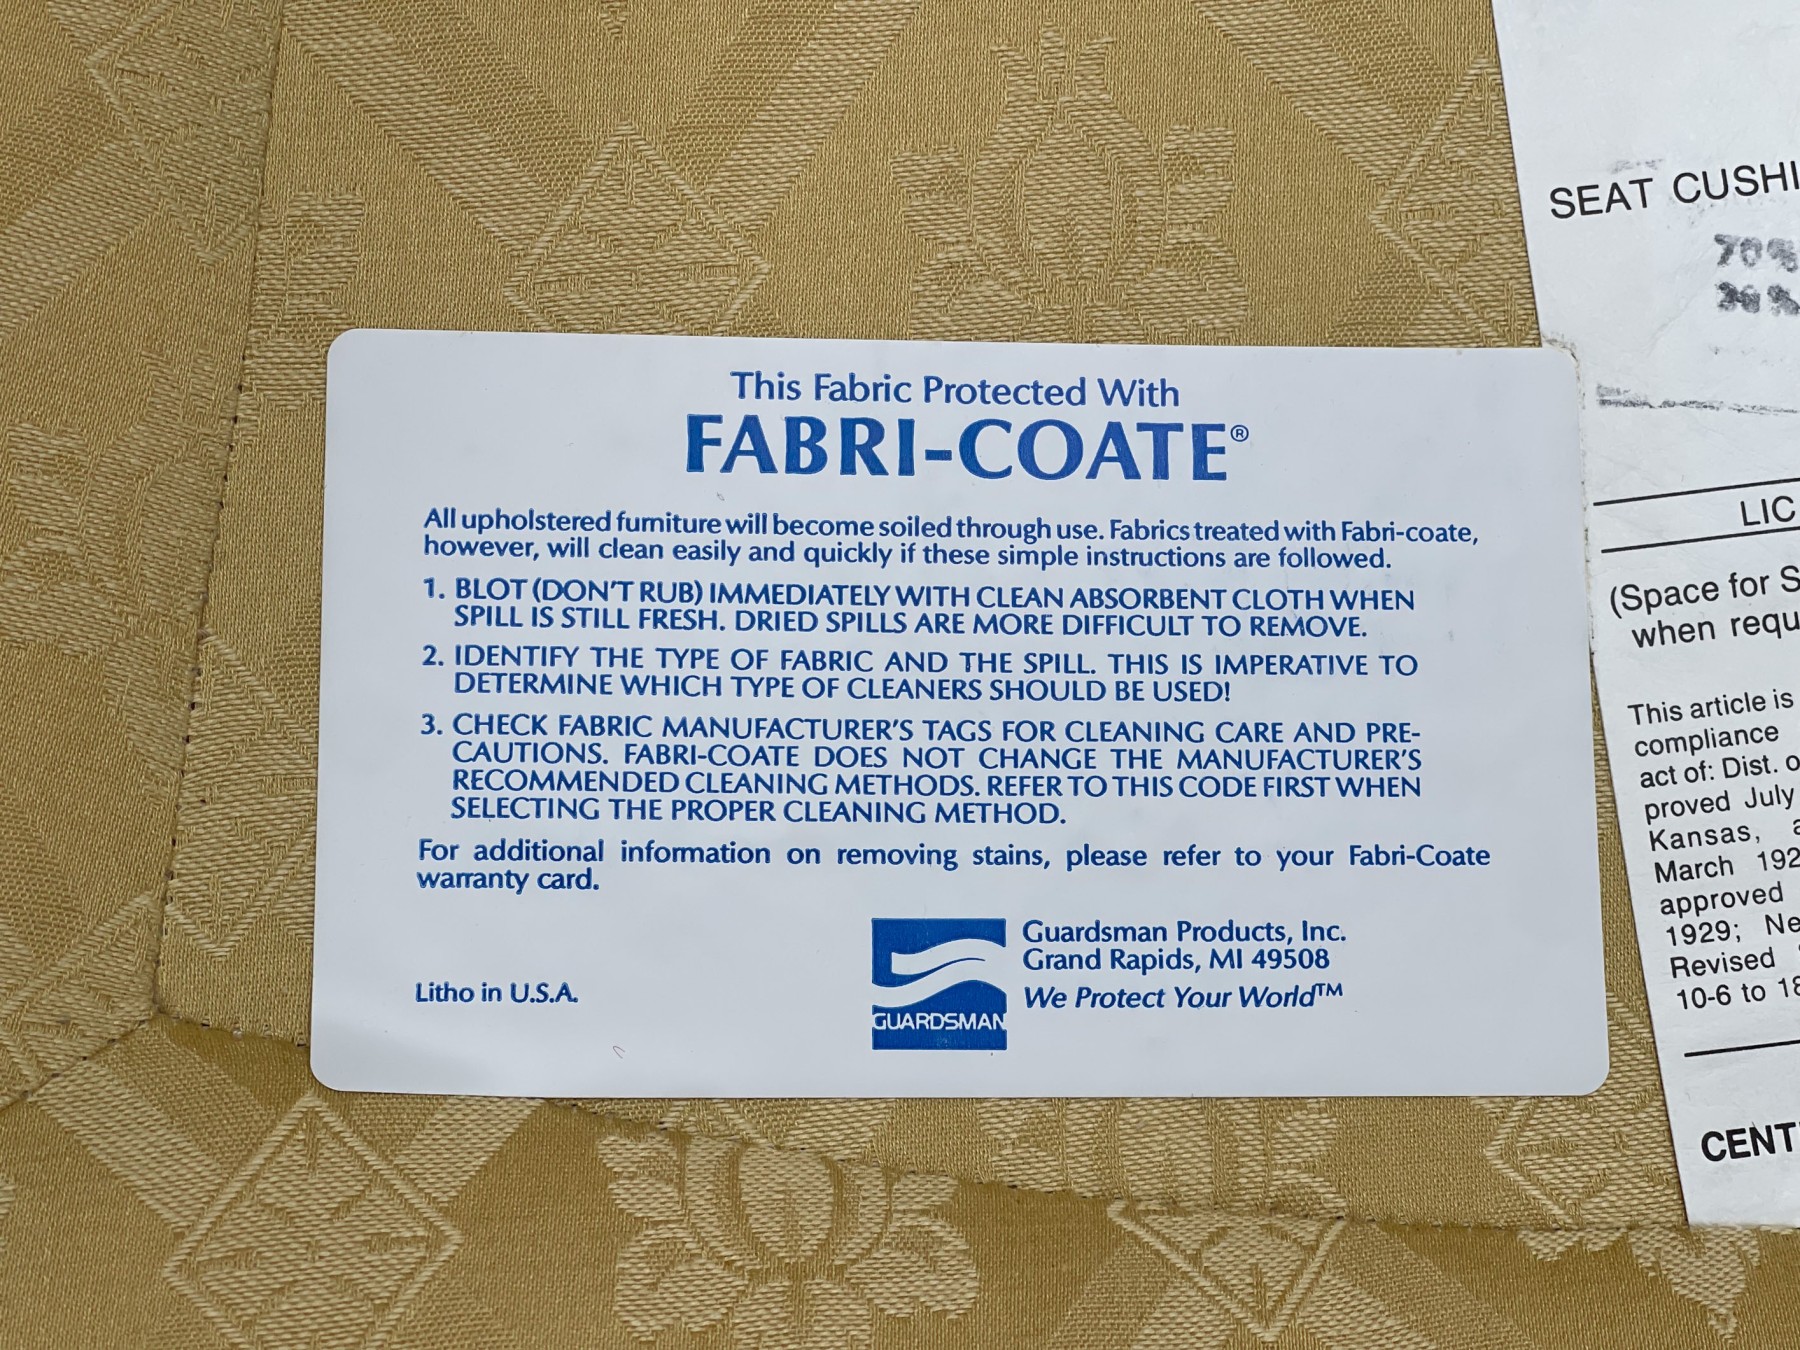 This Fabric Protected With
FABRI-COATE®
All upholstered furniture will become soiled through use. Fabrics treated with Fabri-coate,
however, will clean easily and quickly if these simple instructions are followed.
1. BLOT (DON'T RUB) IMMEDIATELY WITH CLEAN ABSORBENT CLOTH WHEN
SPILL IS STILL FRESH. DRIED SPILLS ARE MORE DIFFICULT TO REMOVE.
2. IDENTIFY THE TYPE OF FABRIC AND THE SPILL. THIS IS IMPERATIVE TO
DETERMINE WHICH TYPE OF CLEANERS SHOULD BE USED!
3. CHECK FABRIC MANUFACTURER'S TAGS FOR CLEANING CARE AND PRE-
CAUTIONS. FABRI-COATE DOES NOT CHANGE THE MANUFACTURER'S
RECOMMENDED CLEANING METHODS. REFER TO THIS CODE FIRST WHEN
SELECTING THE PROPER CLEANING METHOD.
For additional information on removing stains, please refer to your Fabri-Coate
warranty card.
Litho in U.S.A.
GUARDSMAN
Guardsman Products, Inc.
Grand Rapids, MI 49508
We Protect Your World™
SEAT CUSHI
70%
30%
LIC
(Space for S
when requ
This article is
compliance
act of: Dist. o
proved July
Kansas, a
March 192
approved
1929; Ne
Revised
10-6 to 18
CENT